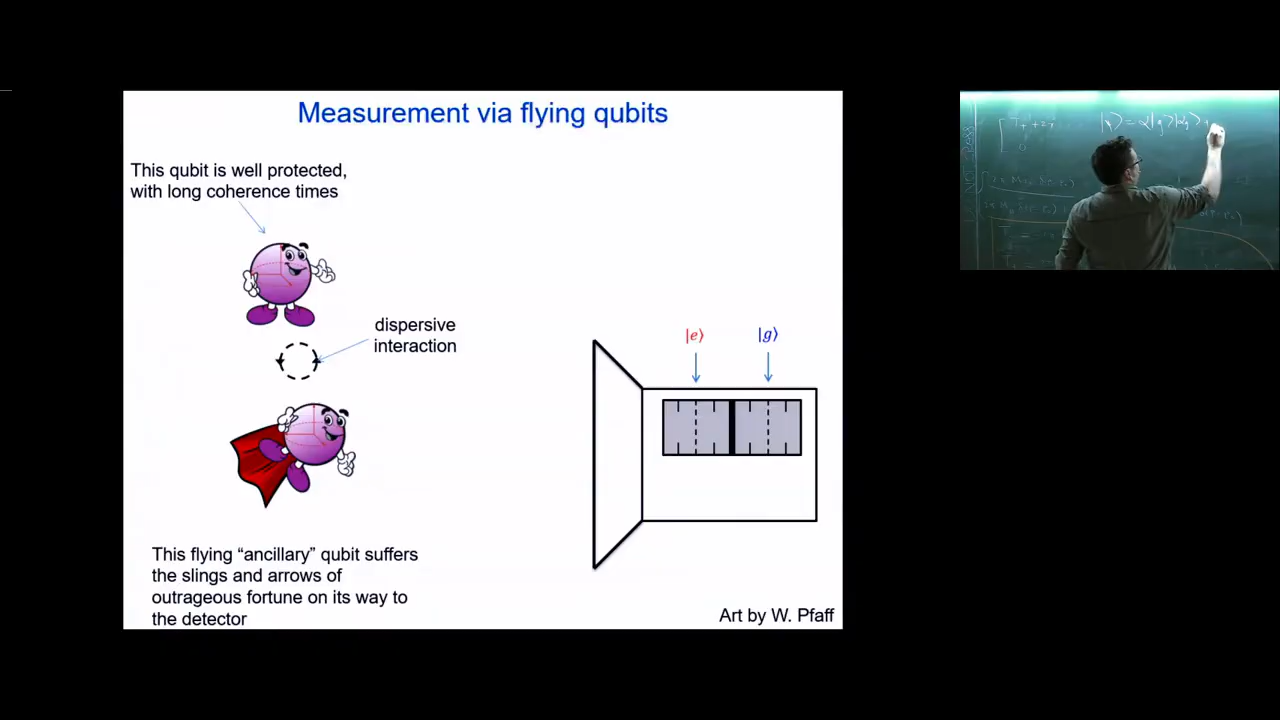 Measurement via flying qubits
This qubit is well protected,
with long coherence times
dispersive
interaction
|e⟩
|g⟩
This flying “ancillary” qubit suffers
the slings and arrows of
outrageous fortune on its way to
the detector
Art by W. Pfaff
|ψ⟩ = α|g⟩|α_g⟩